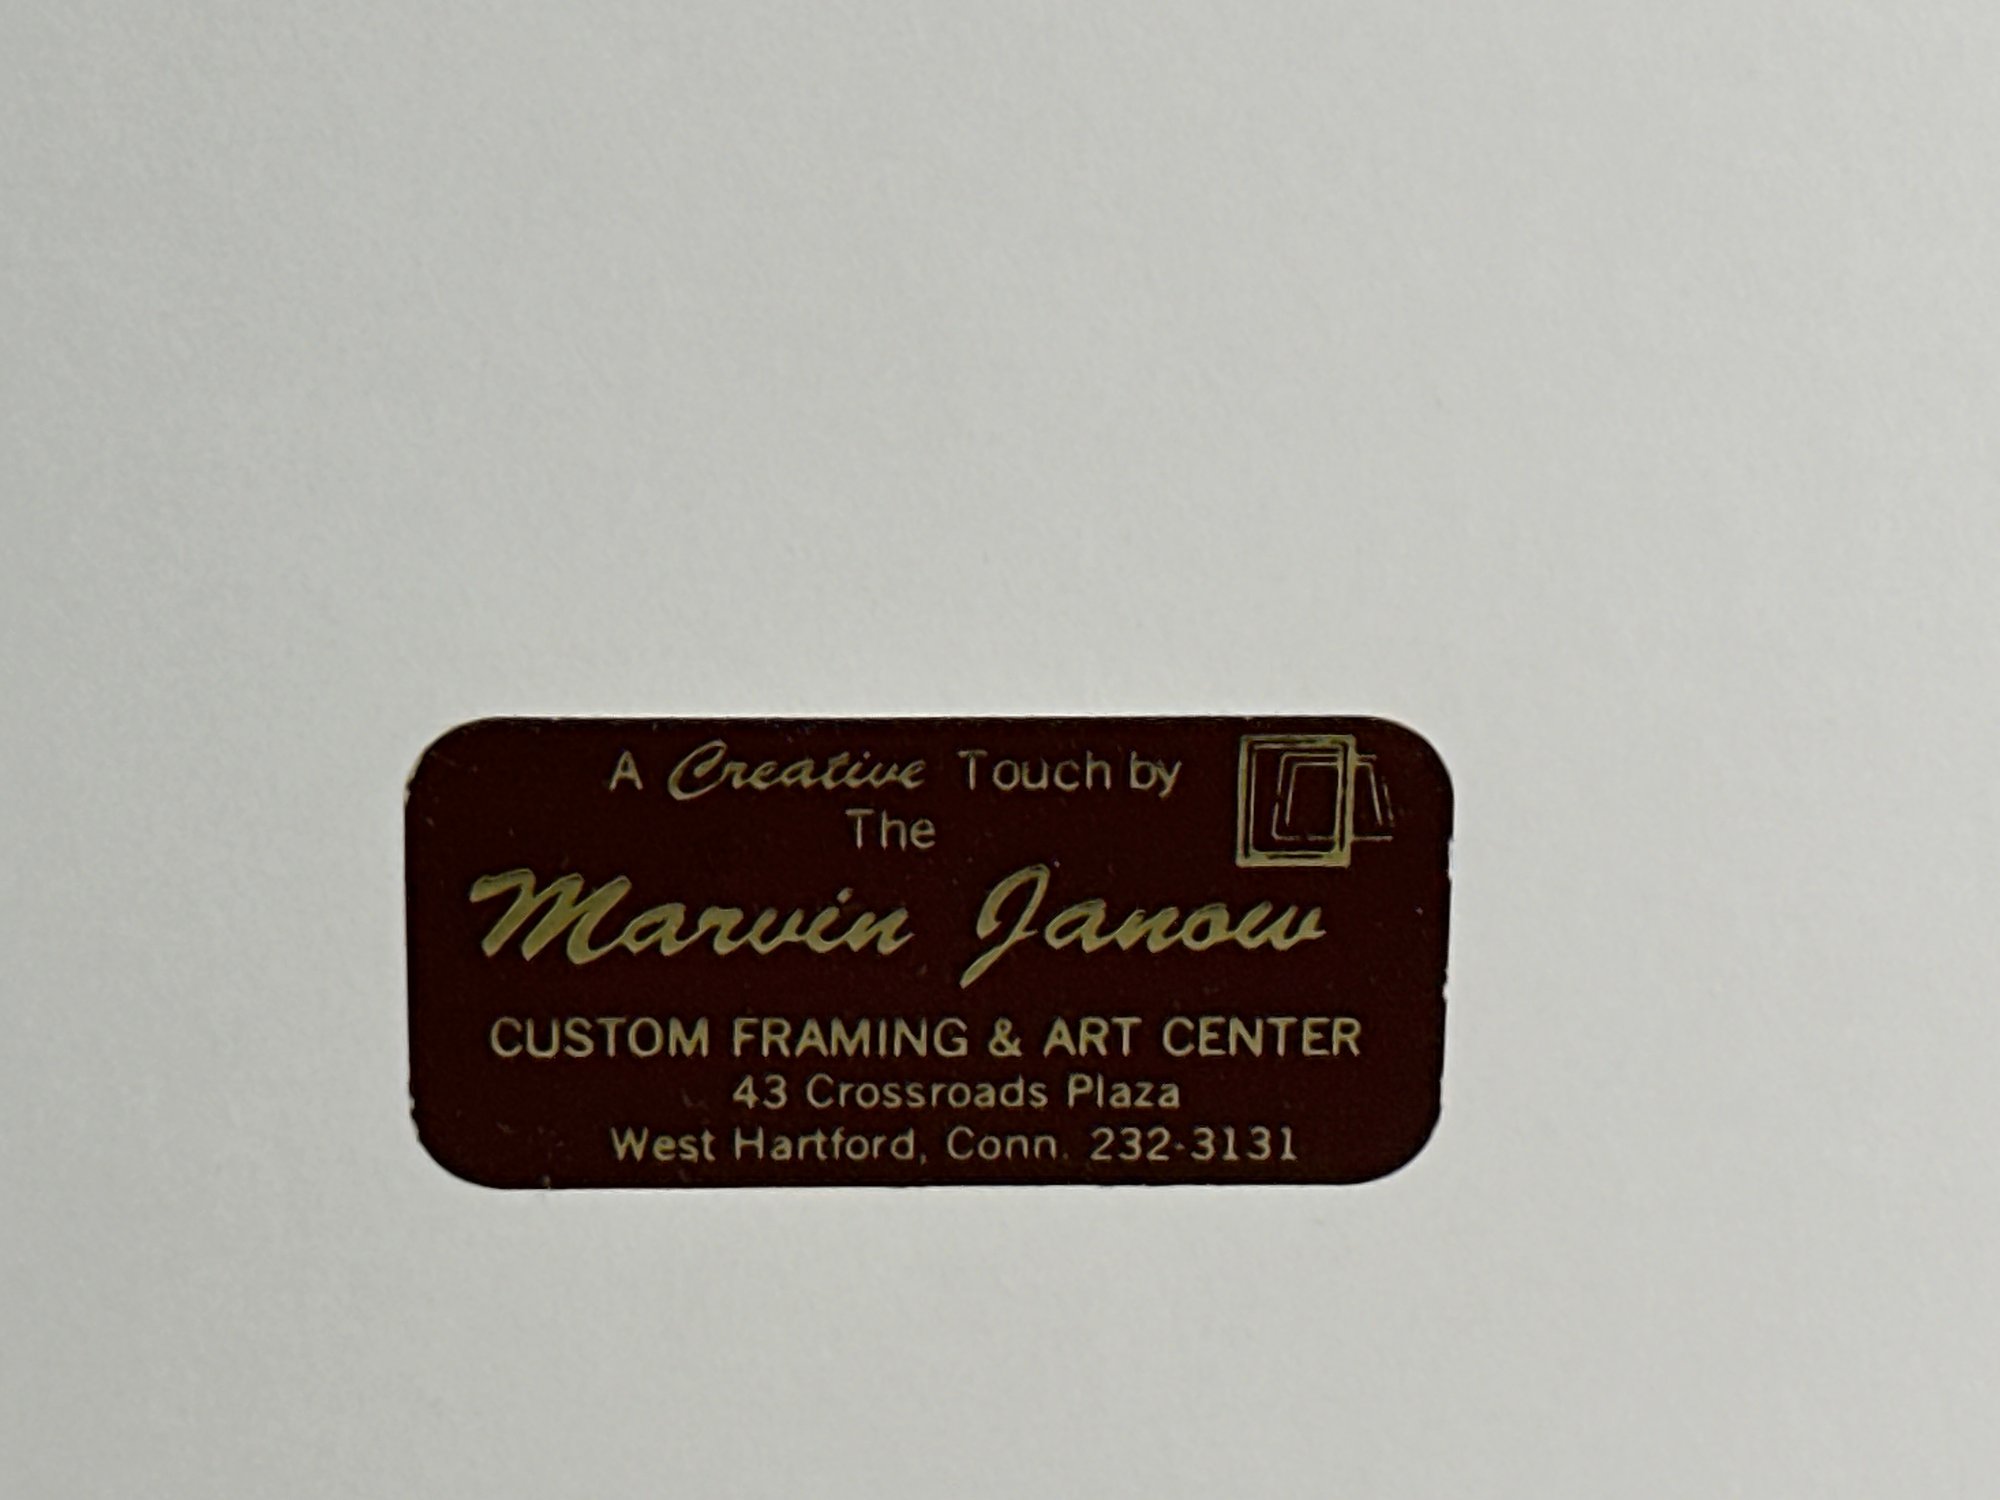 A Creative Touch by
The
Marvin Janow
CUSTOM FRAMING & ART CENTER
43 Crossroads Plaza
West Hartford, Conn. 232-3131